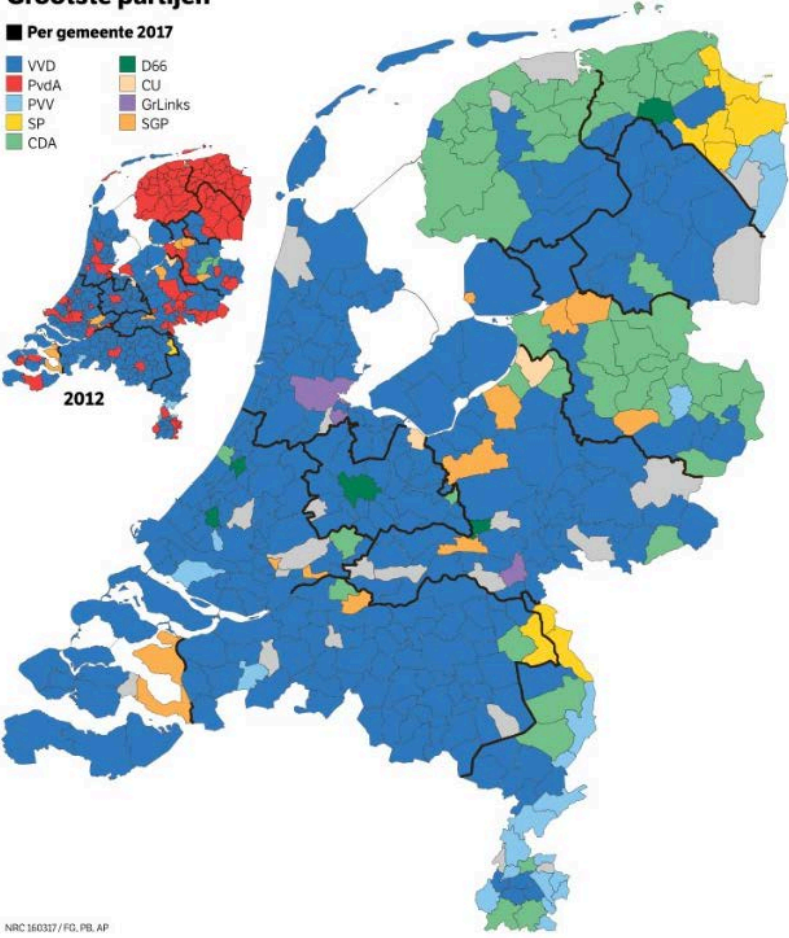 Grootste partijen
Per gemeente 2017
VVD
PvdA
PVV
SP
CDA
D66
CU
GrLinks
SGP
2012
NRC 160317 / FG, PB, AP